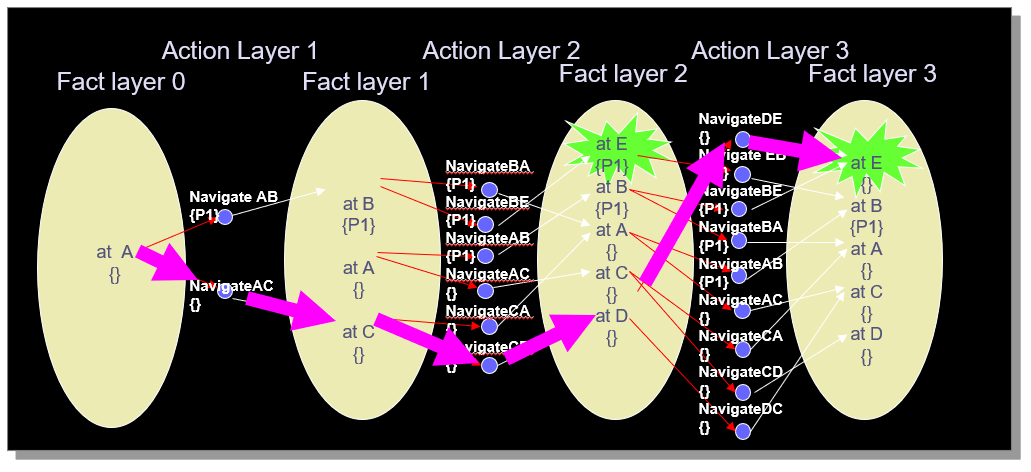 Action Layer 1
Action Layer 2
Action Layer 3
Fact layer 0
Fact layer 1
Fact layer 2
Fact layer 3
at A
{}
Navigate AB
{P1}
NavigateAC
{}
at B
{P1}
at A
{}
at C
{}
NavigateBA
{P1}
NavigateBE
{P1}
NavigateAB
{P1}
NavigateAC
{}
NavigateCA
{}
{}
at E
{P1}
at B
{P1}
at A
{}
at C
{}
at D
{}
NavigateDE
{}
Navigate EB
{P1}
NavigateBE
{P1}
NavigateBA
{P1}
NavigateAB
{P1}
NavigateAC
{}
NavigateCA
{}
NavigateCD
{}
NavigateDC
{}
at E
{}
at B
{P1}
at A
{}
at C
{}
at D
{}